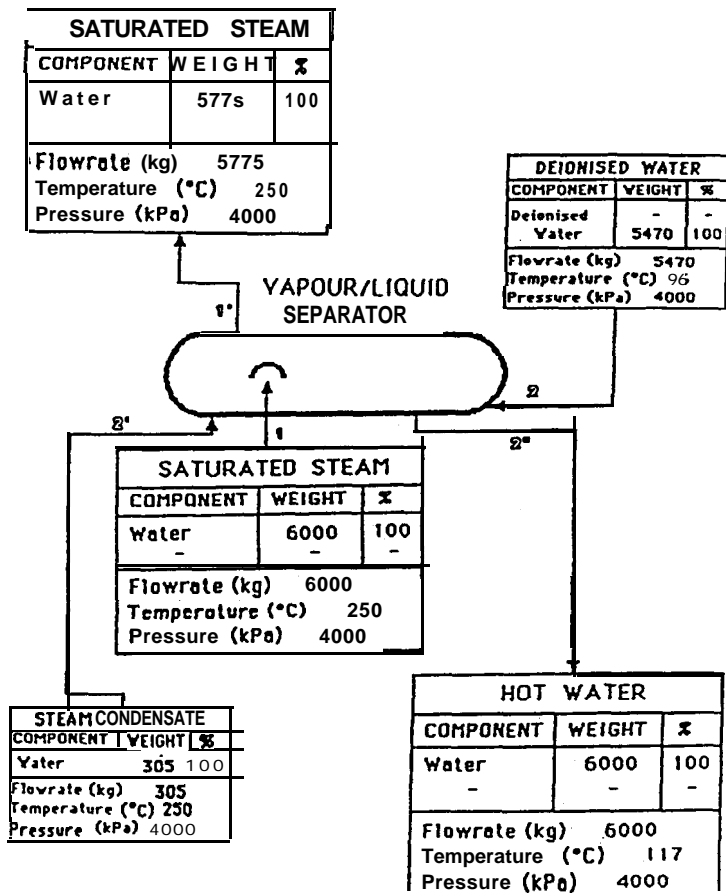 SATURATED STEAM
COMPONENT WEIGHT %
Water 577s 100
Flowrate (kg) 5775
Temperature (°C) 250
Pressure (kPa) 4000
DEIONISED WATER
COMPONENT WEIGHT %
Deionised - -
Water 5470 100
Flowrate (kg) 5470
Temperature (°C) 96
Pressure (kPa) 4000
1'
VAPOUR/LIQUID
SEPARATOR
2
2'
1
2"
SATURATED STEAM
COMPONENT WEIGHT %
Water 6000 100
- -
Flowrate (kg) 6000
Temperature (°C) 250
Pressure (kPa) 4000
STEAM CONDENSATE
COMPONENT WEIGHT %
Water 305 100
Flowrate (kg) 305
Temperature (°C) 250
Pressure (kPa) 4000
HOT WATER
COMPONENT WEIGHT %
Water 6000 100
- - -
Flowrate (kg) 6000
Temperature (°C) 117
Pressure (kPa) 4000